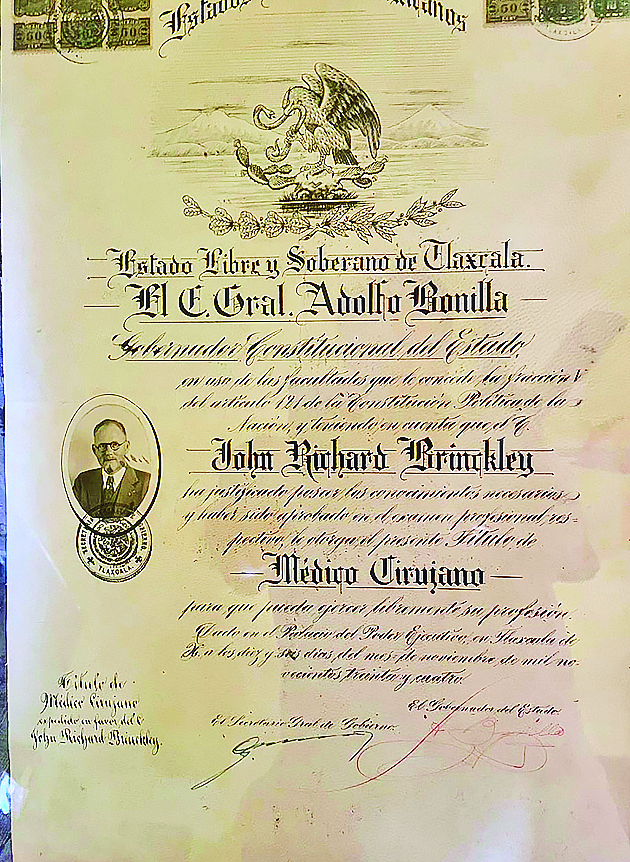 50 50
Estados
Estado Libre y Soberano de Tlaxcala.
El C. Gral. Adolfo Bonilla
Gobernador Constitucional del Estado,
en uso de las facultades que le concede la fracción V
del artículo 121 de la Constitución Política de la
Nación, y teniendo en cuenta que el C.
John Richard Brinckley
ha justificado poseer los conocimientos necesarios
y haber sido aprobado en el examen profesional res-
pectivo, le otorga el presente Título de
Médico Cirujano
para que pueda ejercer libremente su profesión.
Dado en el Palacio del Poder Ejecutivo, en Tlaxcala de
X. a los diez y seis días del mes de noviembre de mil no-
vecientos treinta y cuatro.
TLAXCALA
Título de
Médico Cirujano
expedido en favor del C.
John Richard Brinckley.
El Secretario Gral. de Gobierno.
El Gobernador del Estado.